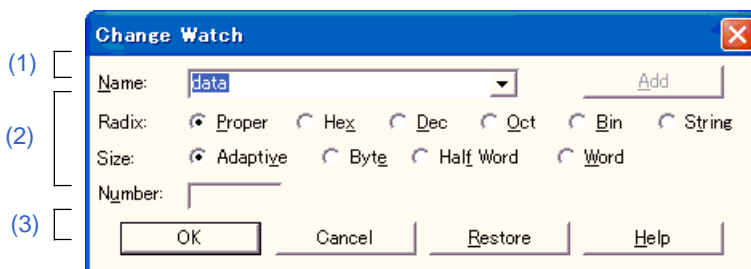 Change Watch
(1)
Name: data Add
(2)
Radix: Proper Hex Dec Oct Bin String
Size: Adaptive Byte Half Word Word
Number:
(3)
OK Cancel Restore Help